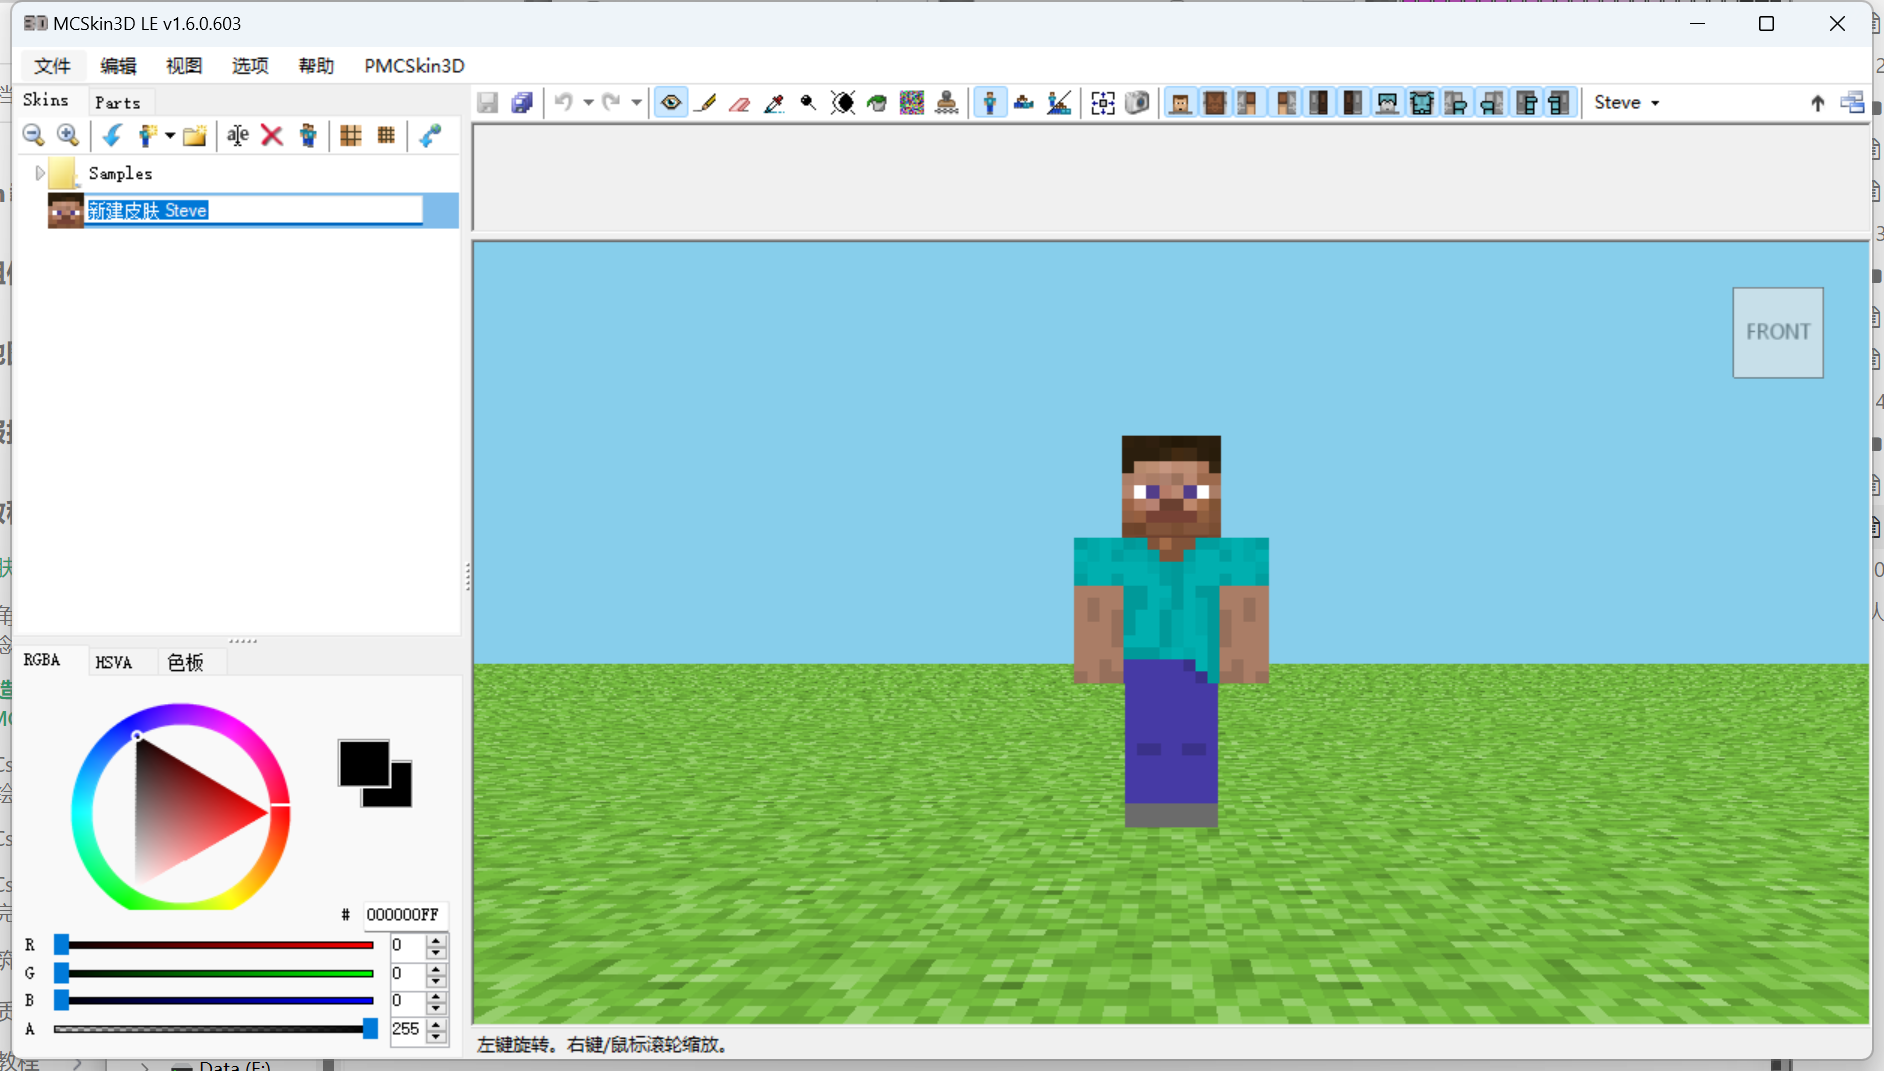 MCSkin3D LE v1.6.0.603
文件 编辑 视图 选项 帮助 PMCSkin3D
Skins Parts
Steve
Samples
新建皮肤 Steve
FRONT
RGBA HSVA 色板
# 000000FF
R 0
G 0
B 0
A 255
左键旋转。右键/鼠标滚轮缩放。
教程
Data (E:)